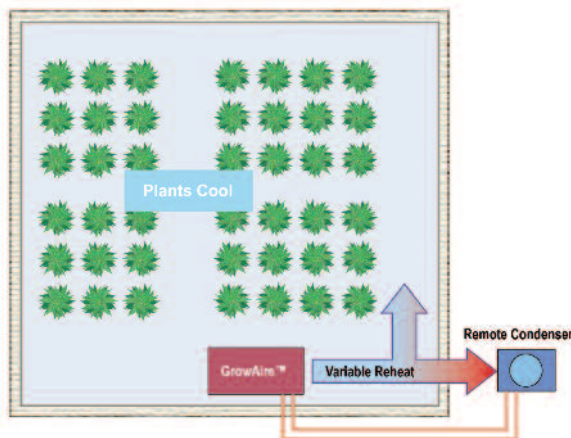 Plants Cool
Remote Condenser
GrowAire™
Variable Reheat